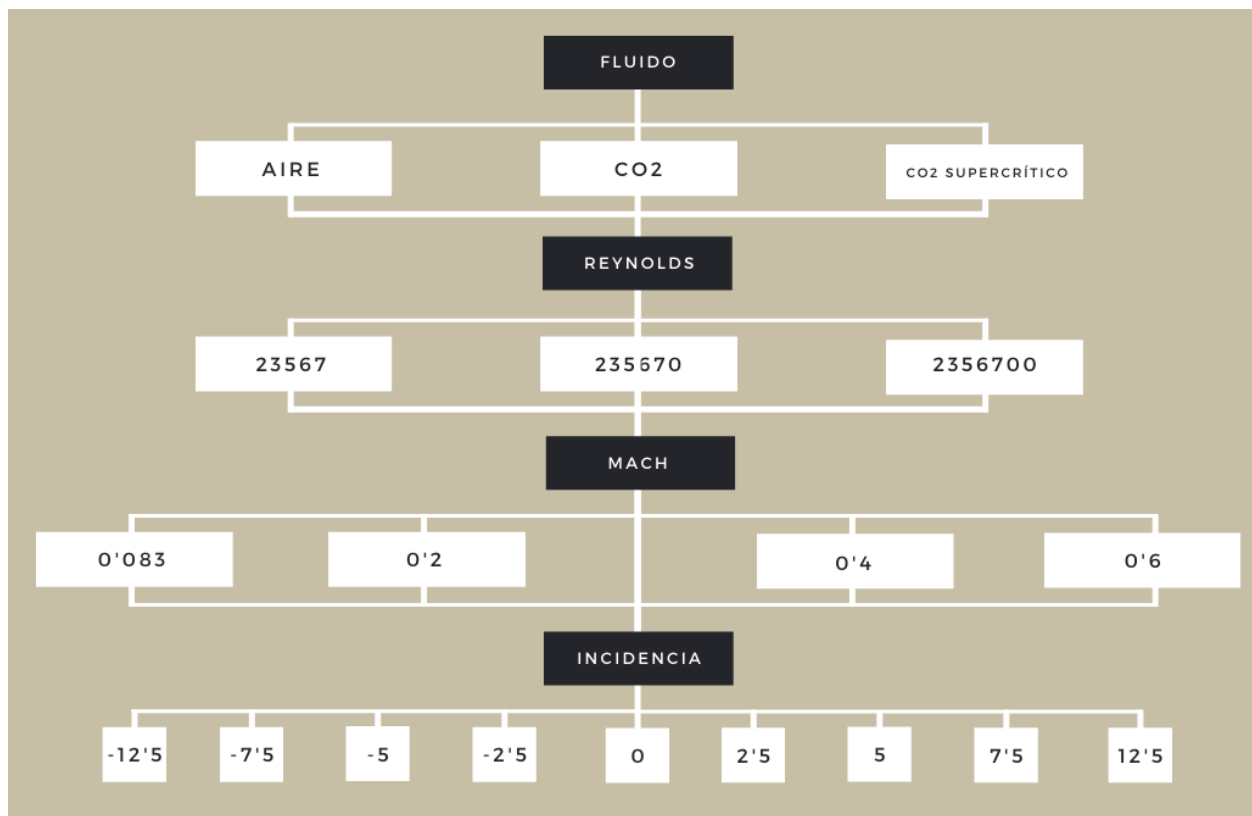 FLUIDO
AIRE
CO2
CO2 SUPERCRÍTICO
REYNOLDS
23567
235670
2356700
MACH
0'083
0'2
0'4
0'6
INCIDENCIA
-12'5
-7'5
-5
-2'5
0
2'5
5
7'5
12'5